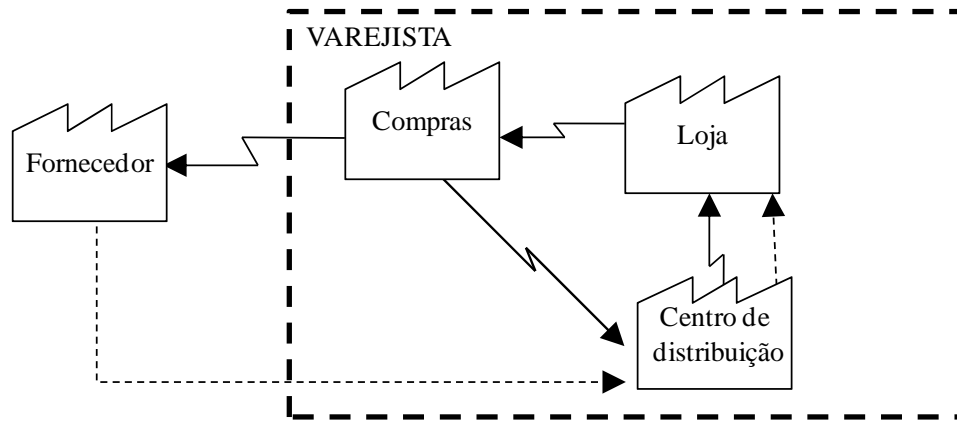 VAREJISTA
Compras
Loja
Fornecedor
Centro de
distribuição